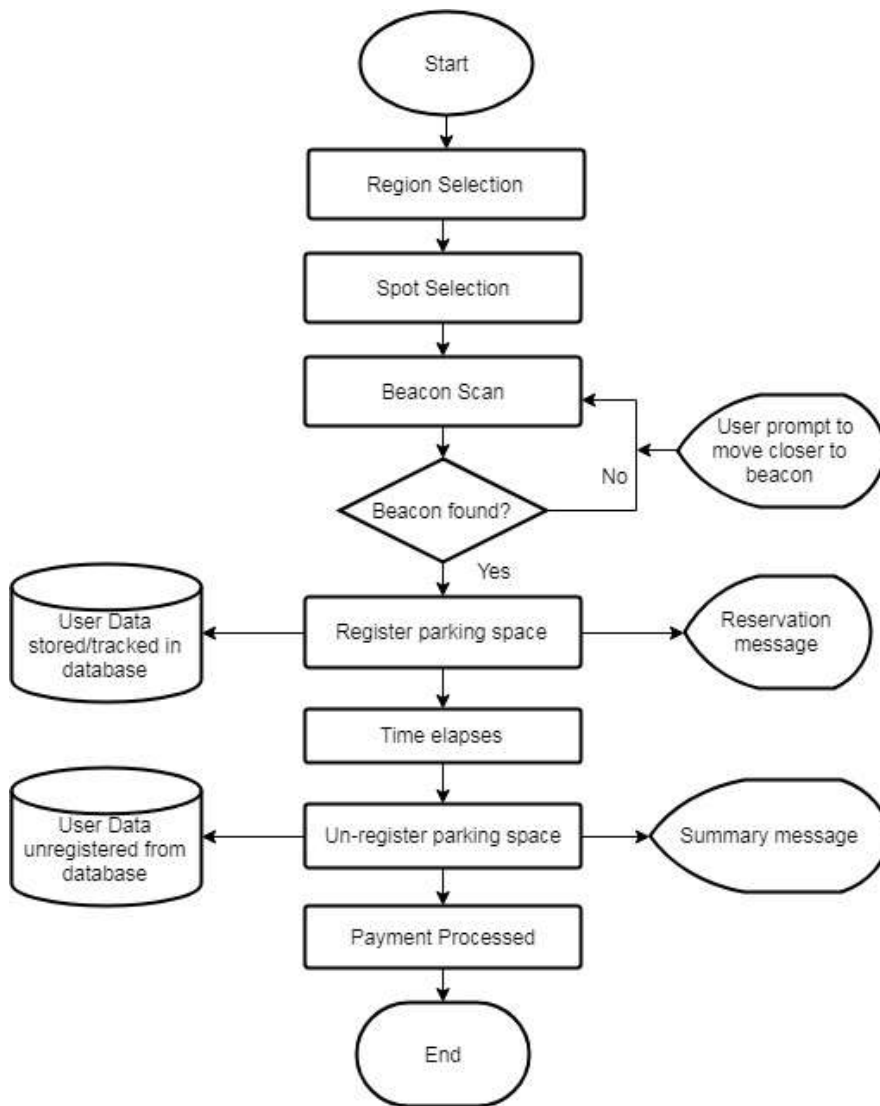 Start
Region Selection
Spot Selection
Beacon Scan
User prompt to
move closer to
beacon
No
Beacon found?
Yes
User Data
stored/tracked in
database
Register parking space
Reservation
message
Time elapses
User Data
unregistered from
database
Un-register parking space
Summary message
Payment Processed
End